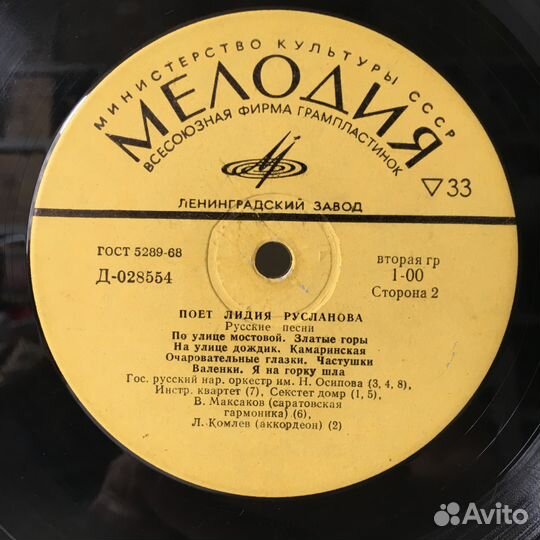 МИНИСТЕРСТВО КУЛЬТУРЫ СССР
МЕЛОДИЯ
ВСЕСОЮЗНАЯ ФИРМА ГРАМПЛАСТИНОК
ЛЕНИНГРАДСКИЙ ЗАВОД
▽33
ГОСТ 5289-68
Д-028554
вторая гр
1-00
Сторона 2
ПОЕТ ЛИДИЯ РУСЛАНОВА
Русские песни
По улице мостовой. Златые горы
На улице дождик. Камаринская
Очаровательные глазки. Частушки
Валенки. Я на горку шла
Гос. русский нар. оркестр им. Н. Осипова (3, 4, 8),
Инстр. квартет (7), Секстет домр (1, 5),
В. Максаков (саратовская
гармоника) (6),
Л. Комлев (аккордеон) (2)
Avito